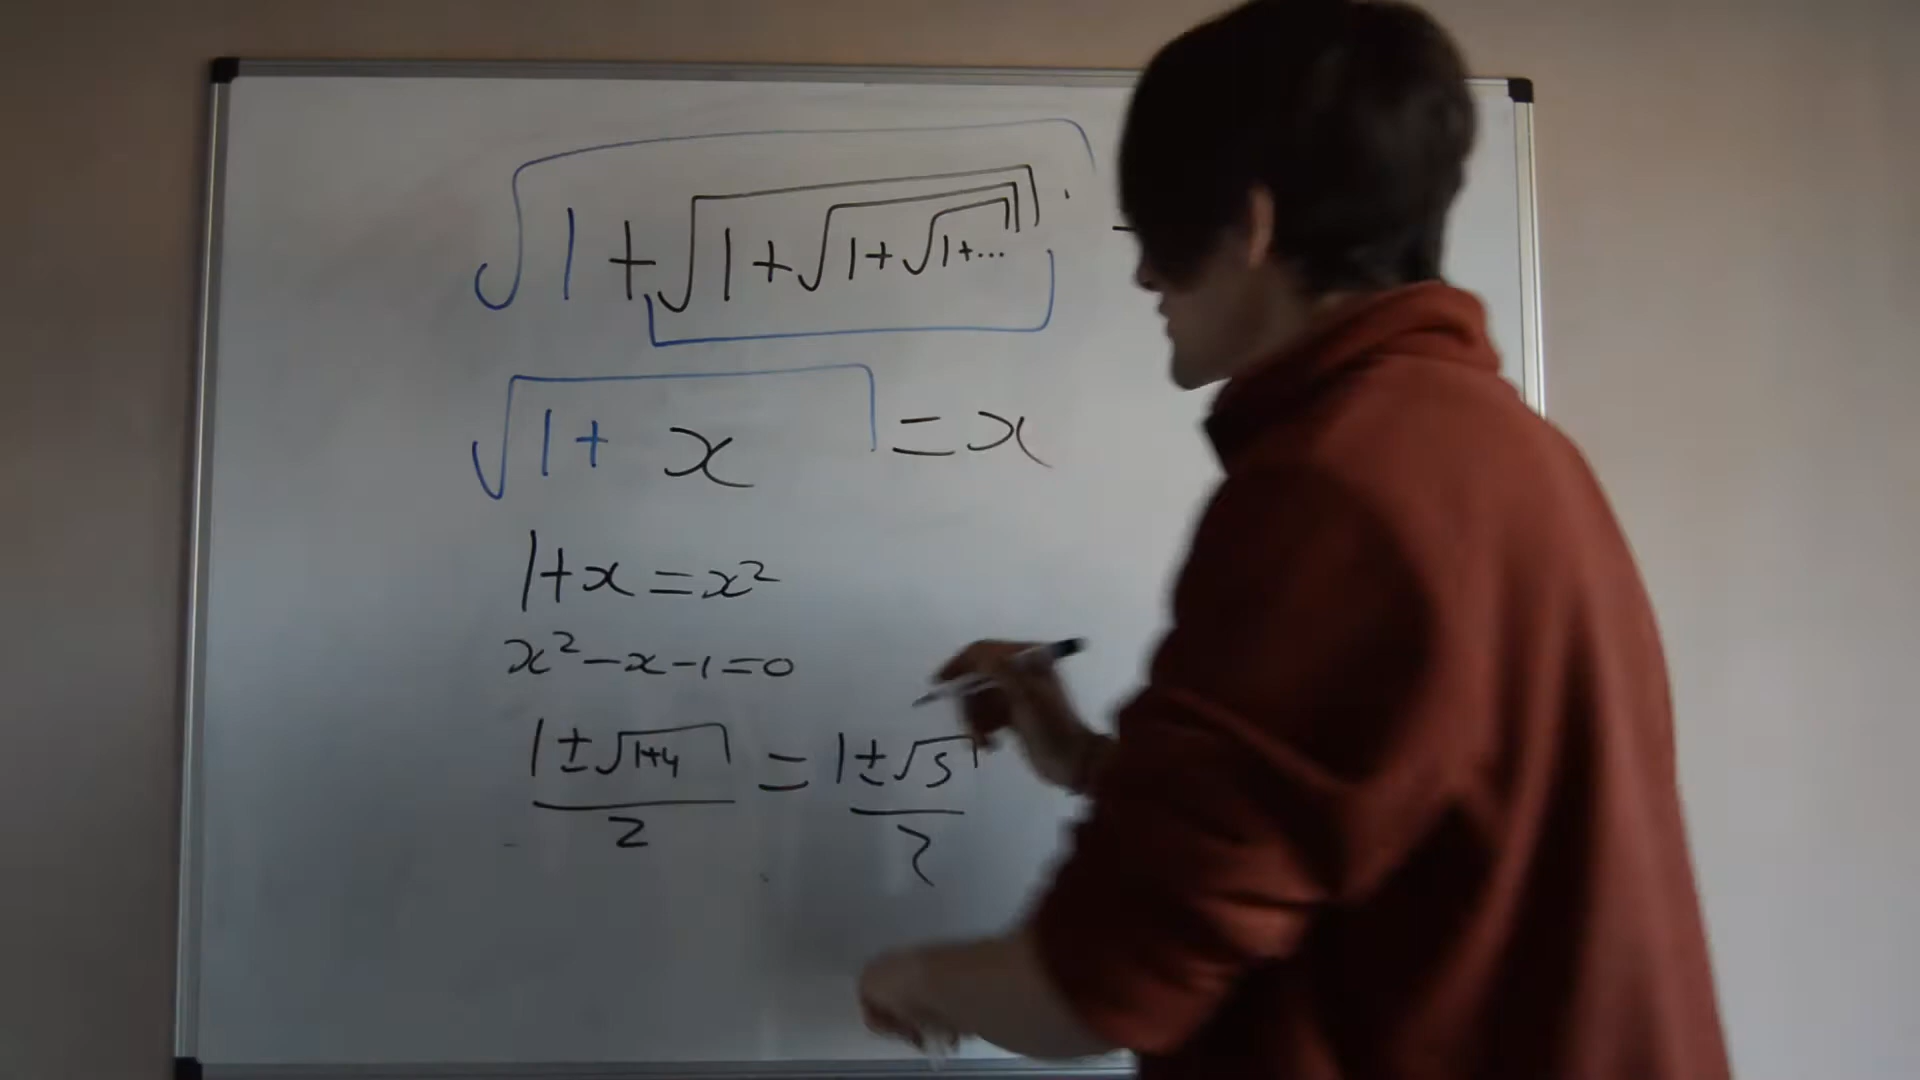 √1+√1+√1+√1+...
√1+x =x
1+x=x²
x²-x-1=0
1±√1+4/2 = 1±√5/2